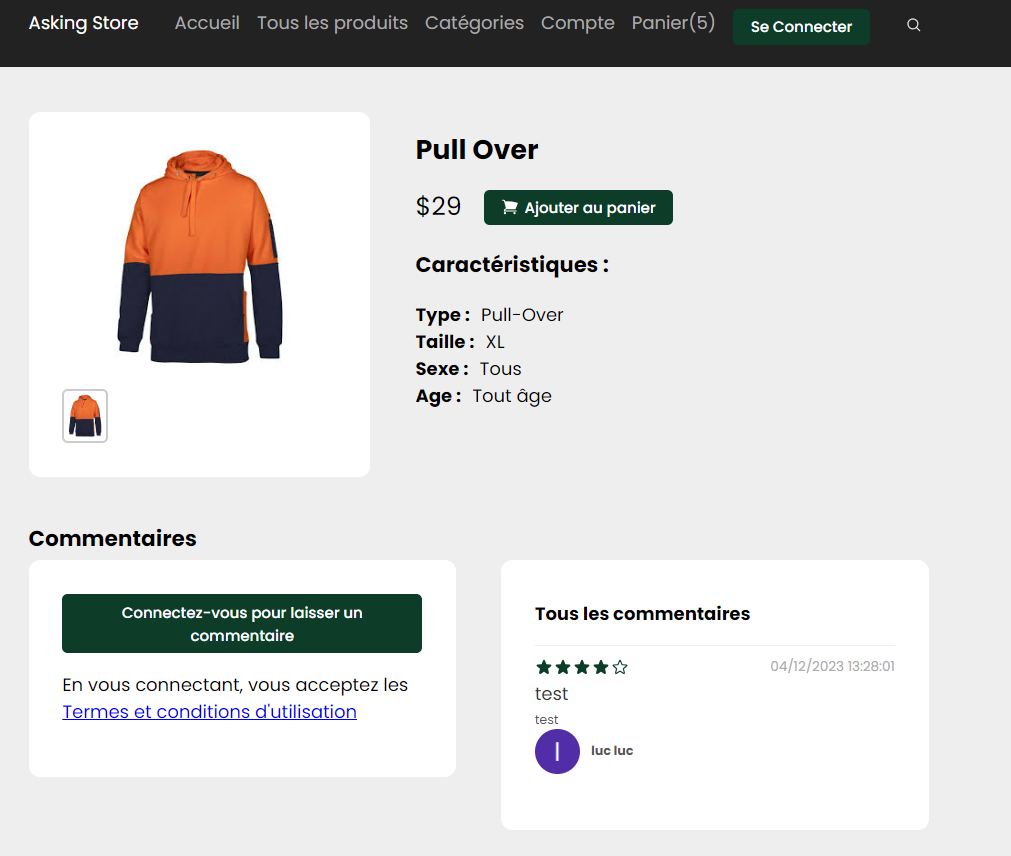 Asking Store Accueil Tous les produits Catégories Compte Panier(5) Se Connecter
Pull Over
$29 Ajouter au panier
Caractéristiques :
Type : Pull-Over
Taille : XL
Sexe : Tous
Age : Tout âge
Commentaires
Connectez-vous pour laisser un
commentaire
En vous connectant, vous acceptez les
Termes et conditions d'utilisation
Tous les commentaires
04/12/2023 13:28:01
test
test
l luc luc